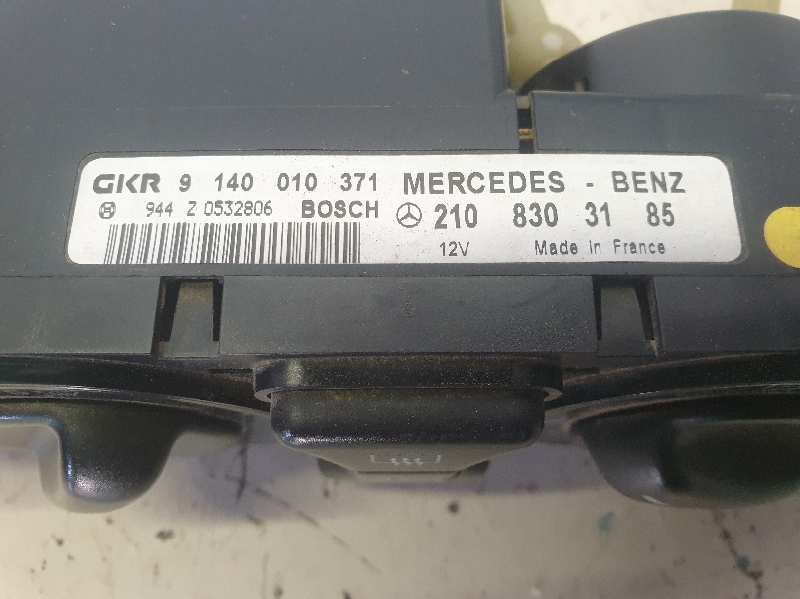 GKR 9 140 010 371 MERCEDES - BENZ
944 Z 0532806 BOSCH 210 830 31 85
12V Made in France